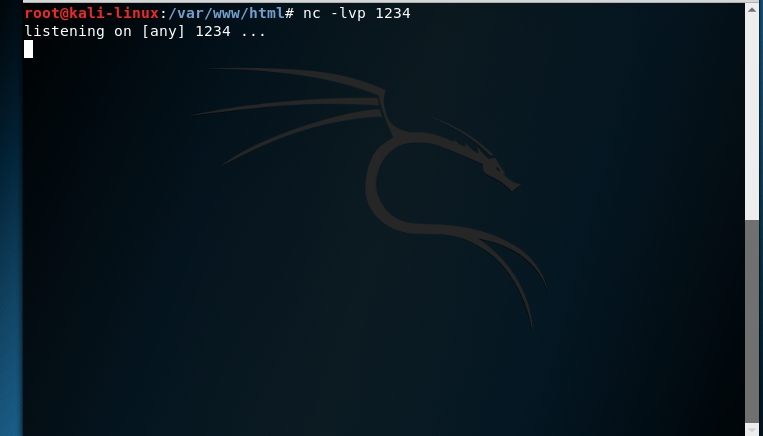 root@kali-linux:/var/www/html# nc -lvp 1234
listening on [any] 1234 ...